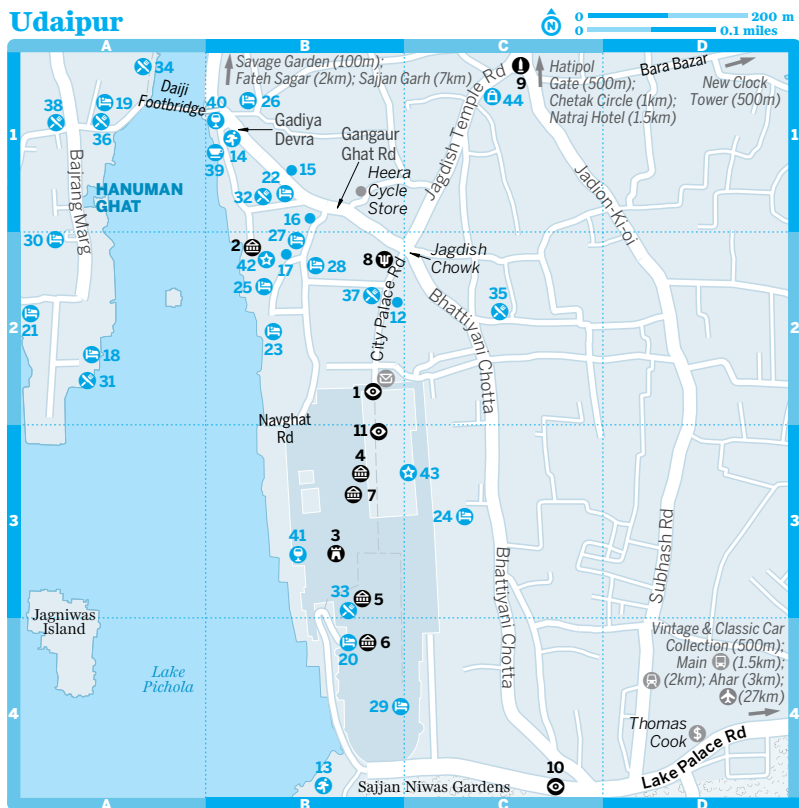 Udaipur
N
0 200 m
0 0.1 miles
A B C D
34
Savage Garden (100m);
Fateh Sagar (2km); Sajjan Garh (7km)
9
Hatipol
Gate (500m);
Chetak Circle (1km);
Natraj Hotel (1.5km)
Bara Bazar
New Clock
Tower (500m)
Daiji
Footbridge
38
19
36
40
26
Gadiya
Devra
44
1
1
39
14
Gangaur
Ghat Rd
Jagdish Temple Rd
15
22
Heera
Cycle
Store
32
16
Bajrang Marg
HANUMAN
GHAT
Jadion-Ki-oi
30
2
27
42
17
28
8
Jagdish
Chowk
25
37
12
35
City Palace Rd
Bhattiyani Chotta
21
2
2
23
18
31
1
Navghat
Rd
11
4
43
7
24
3
3
41
3
Subhash Rd
Bhattiyani Chotta
33
5
Jagniwas
Island
20
6
Lake
Pichola
Vintage & Classic Car
Collection (500m);
Main (1.5km);
(2km); Ahar (3km);
(27km)
29
4
4
Thomas
Cook
$
Lake Palace Rd
13
Sajjan Niwas Gardens
10
A B C D